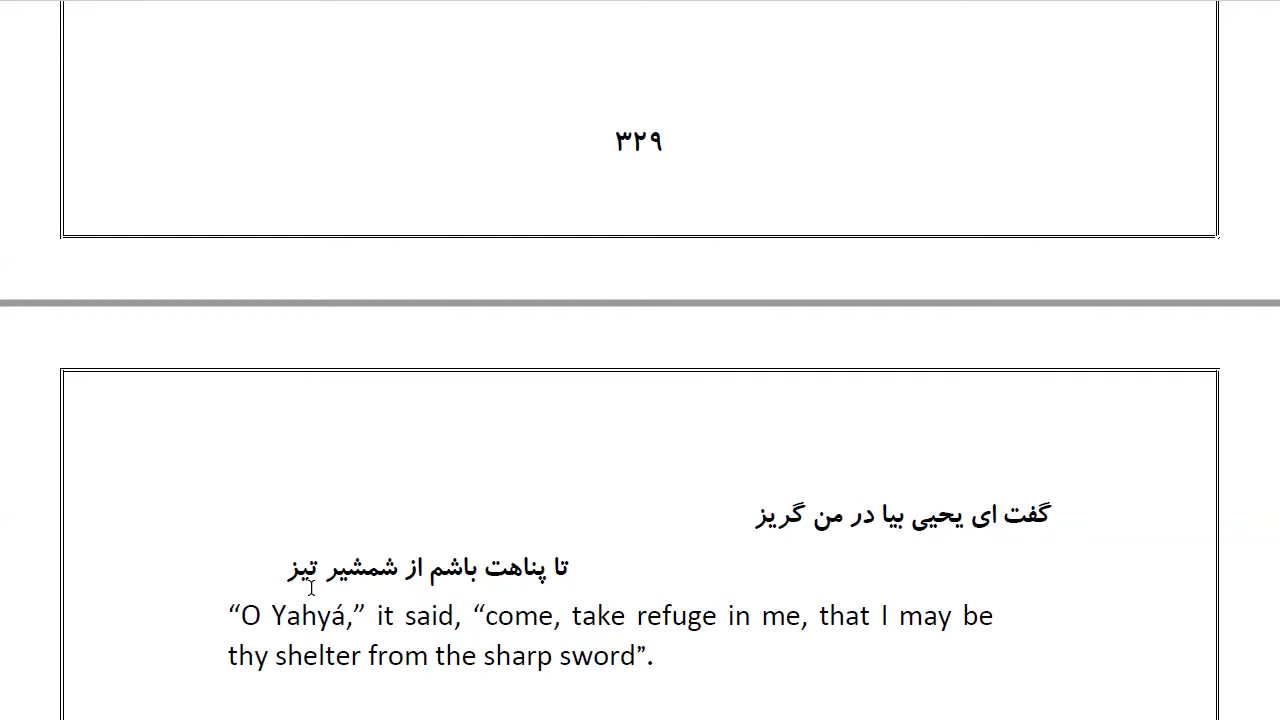 ۳۲۹
گفت ای یحیی بیا در من گریز
تا پناهت باشم از شمشیر تیز
“O Yahyá,” it said, “come, take refuge in me, that I may be
thy shelter from the sharp sword”.